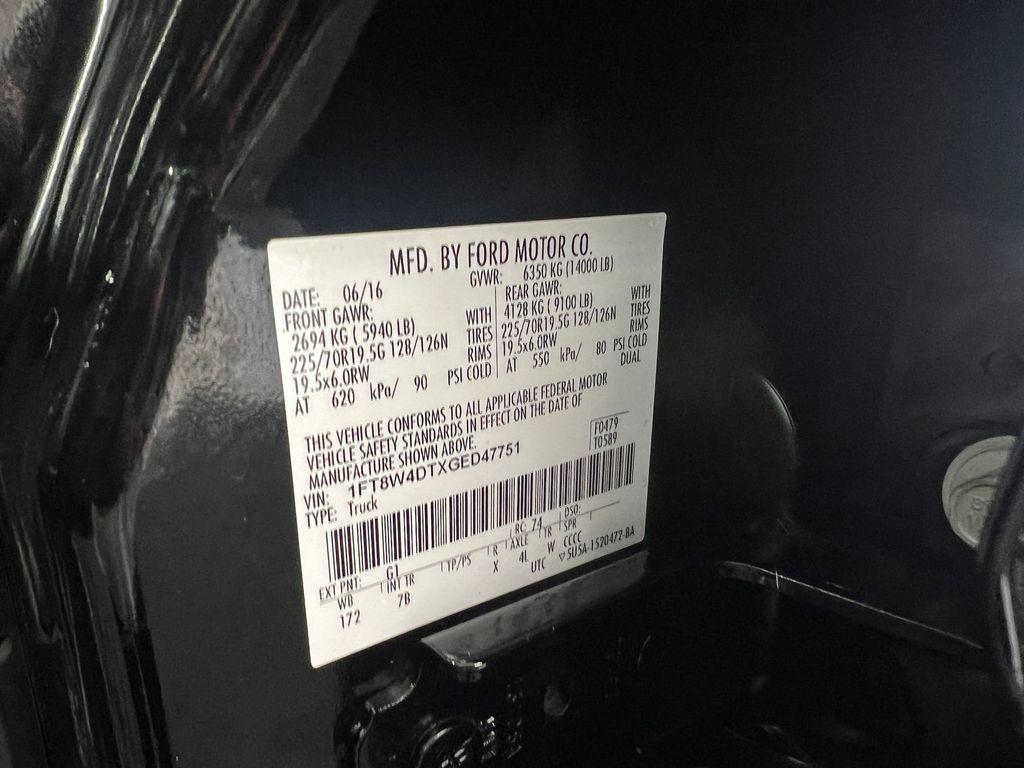 MFD. BY FORD MOTOR CO.
DATE: 06/16
GVWR: 6350 KG (14000 LB)
FRONT GAWR:
2694 KG ( 5940 LB) WITH
225/70R19.5G 128/126N TIRES
19.5x6.0RW RIMS
AT 620 kPa/ 90 PSI COLD
REAR GAWR:
4128 KG ( 9100 LB) WITH
225/70R19.5G 128/126N TIRES
19.5x6.0RW RIMS
AT 550 kPa/ 80 PSI COLD
DUAL
THIS VEHICLE CONFORMS TO ALL APPLICABLE FEDERAL MOTOR
VEHICLE SAFETY STANDARDS IN EFFECT ON THE DATE OF
MANUFACTURE SHOWN ABOVE.
F0479
T0589
VIN: 1FT8W4DTXGED47751
TYPE: Truck
RC: 74 DSO:
EXT PNT: G1
WB INT TR TP/PS R AXLE TR SPR
172 7B X 4L W CCCC
UTC ▽5U5A-1520472-BA